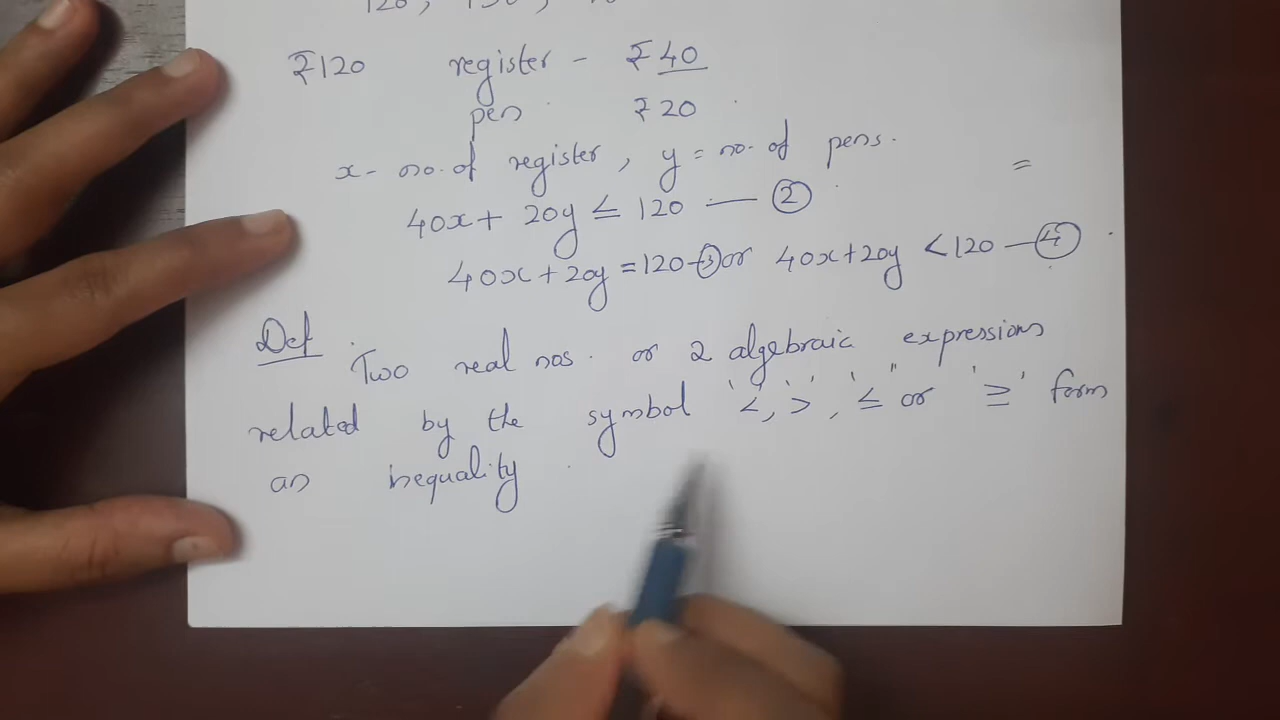 120, 150,
₹120 register - ₹40
pen ₹20
x - no. of register, y = no. of pens.
=
40x + 20y ≤ 120 — ②
40x + 20y = 120 - ③ or 40x + 20y < 120 — ④
Def Two real nos. or 2 algebraic expressions
related by the symbol '<', '>', '≤" or '≥' form
an inequality